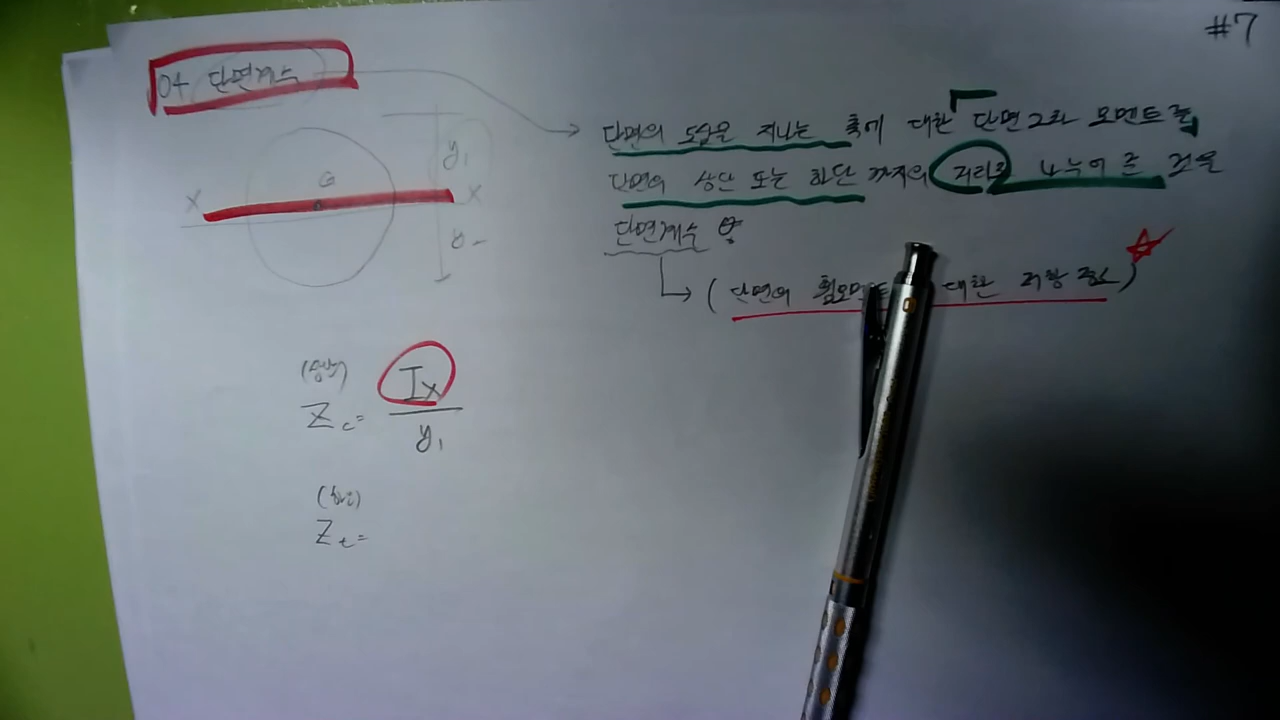 #7
04 단면계수
단면의 도심을 지나는 축에 대한 「단면2차 모멘트를
단면의 상단 또는 하단 까지의 거리로 나누어 준 것을
단면계수
(단면의 휨모멘트 대한 저항 정도)
G
y₁
X X
y₂
(상단)
Zc= Ix/y₁
(하단)
Zt=